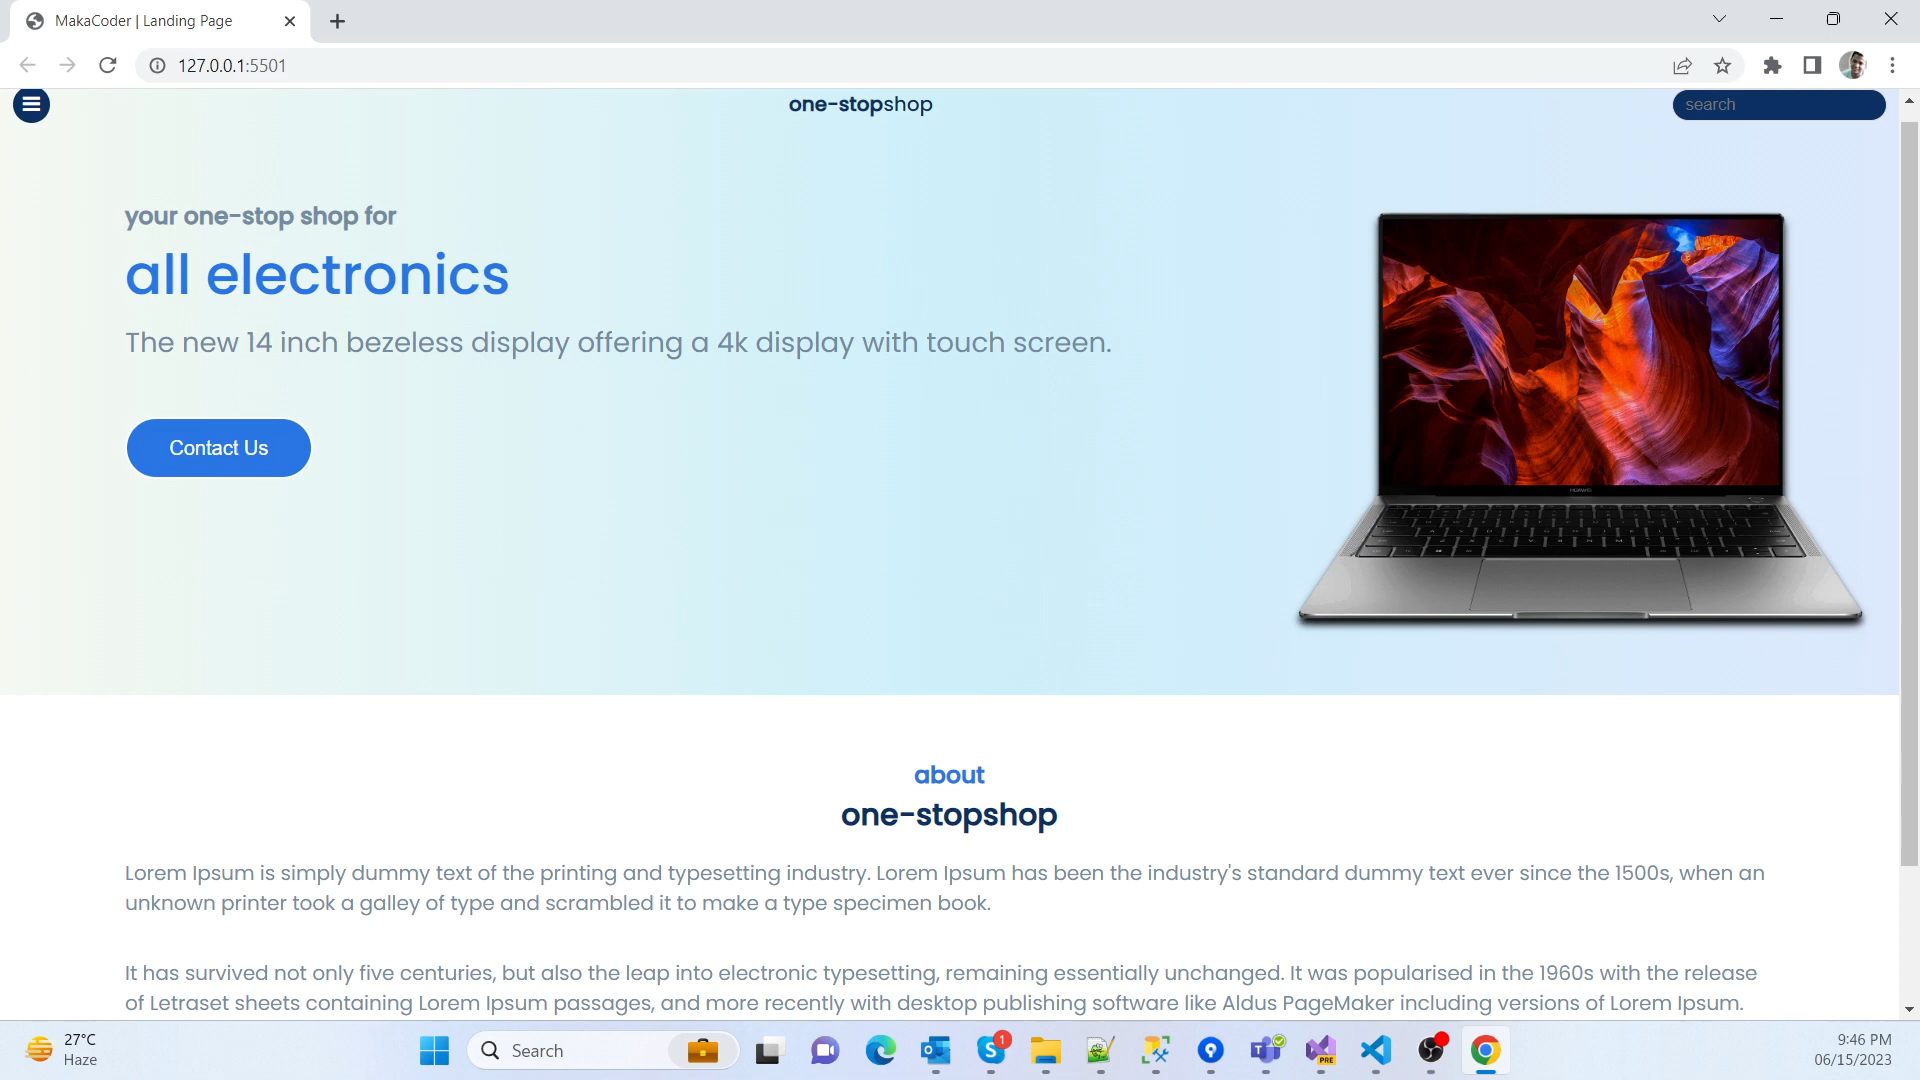 MakaCoder | Landing Page
127.0.0.1:5501
one-stopshop
search
your one-stop shop for
all electronics
The new 14 inch bezeless display offering a 4k display with touch screen.
Contact Us
HUAWEI
about
one-stopshop
Lorem Ipsum is simply dummy text of the printing and typesetting industry. Lorem Ipsum has been the industry's standard dummy text ever since the 1500s, when an
unknown printer took a galley of type and scrambled it to make a type specimen book.
It has survived not only five centuries, but also the leap into electronic typesetting, remaining essentially unchanged. It was popularised in the 1960s with the release
of Letraset sheets containing Lorem Ipsum passages, and more recently with desktop publishing software like Aldus PageMaker including versions of Lorem Ipsum.
27°C
Haze
Search
1
PRE
9:46 PM
06/15/2023